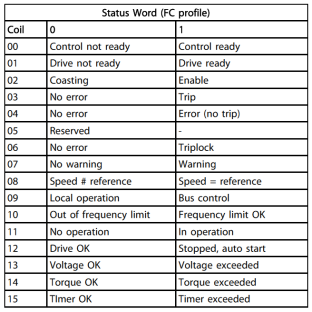 Status Word (FC profile)
Coil 0 1
00 Control not ready Control ready
01 Drive not ready Drive ready
02 Coasting Enable
03 No error Trip
04 No error Error (no trip)
05 Reserved -
06 No error Triplock
07 No warning Warning
08 Speed # reference Speed = reference
09 Local operation Bus control
10 Out of frequency limit Frequency limit OK
11 No operation In operation
12 Drive OK Stopped, auto start
13 Voltage OK Voltage exceeded
14 Torque OK Torque exceeded
15 TImer OK Timer exceeded